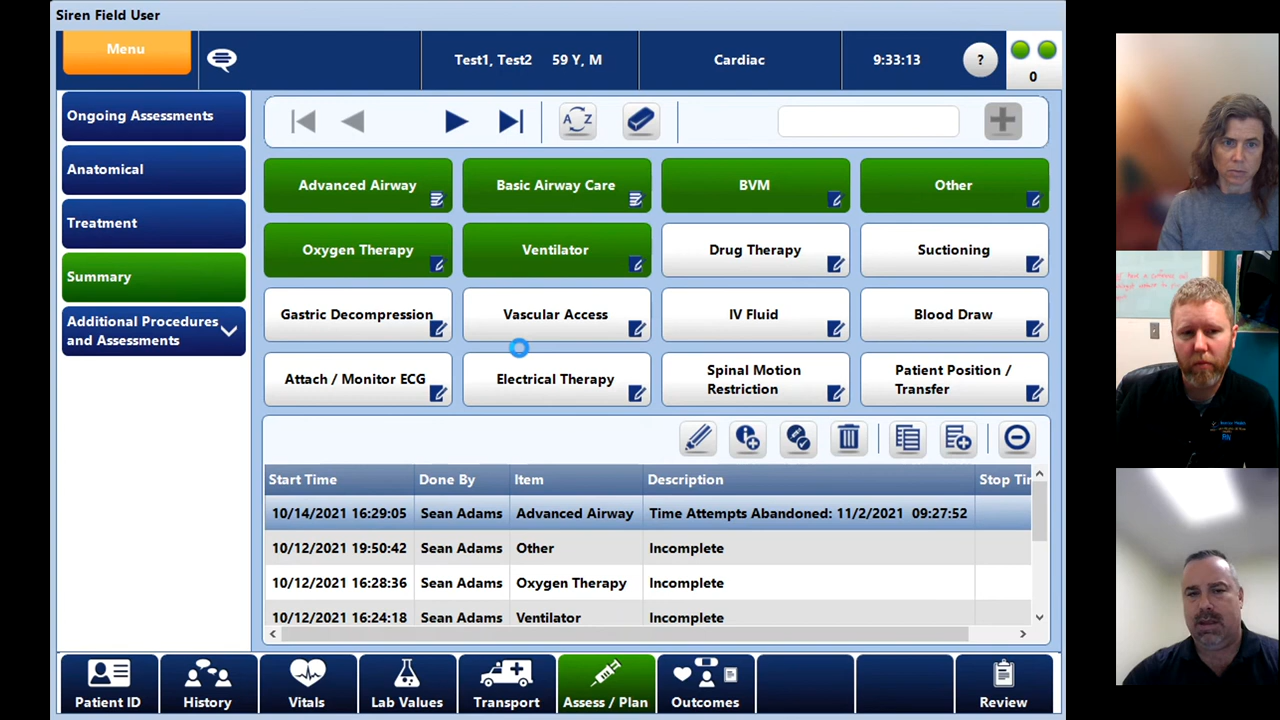 Siren Field User
Menu
Test1, Test2 59 Y, M
Cardiac
9:33:13
?
0
Ongoing Assessments
Anatomical
Treatment
Summary
Additional Procedures
and Assessments
A Z
Advanced Airway
Basic Airway Care
BVM
Other
Oxygen Therapy
Ventilator
Drug Therapy
Suctioning
Gastric Decompression
Vascular Access
IV Fluid
Blood Draw
Attach / Monitor ECG
Electrical Therapy
Spinal Motion
Restriction
Patient Position /
Transfer
Start Time Done By Item Description Stop Tir
10/14/2021 16:29:05 Sean Adams Advanced Airway Time Attempts Abandoned: 11/2/2021 09:27:52
10/12/2021 19:50:42 Sean Adams Other Incomplete
10/12/2021 16:28:36 Sean Adams Oxygen Therapy Incomplete
10/12/2021 16:24:18 Sean Adams Ventilator Incomplete
Patient ID
History
Vitals
Lab Values
Transport
Assess / Plan
Outcomes
Review